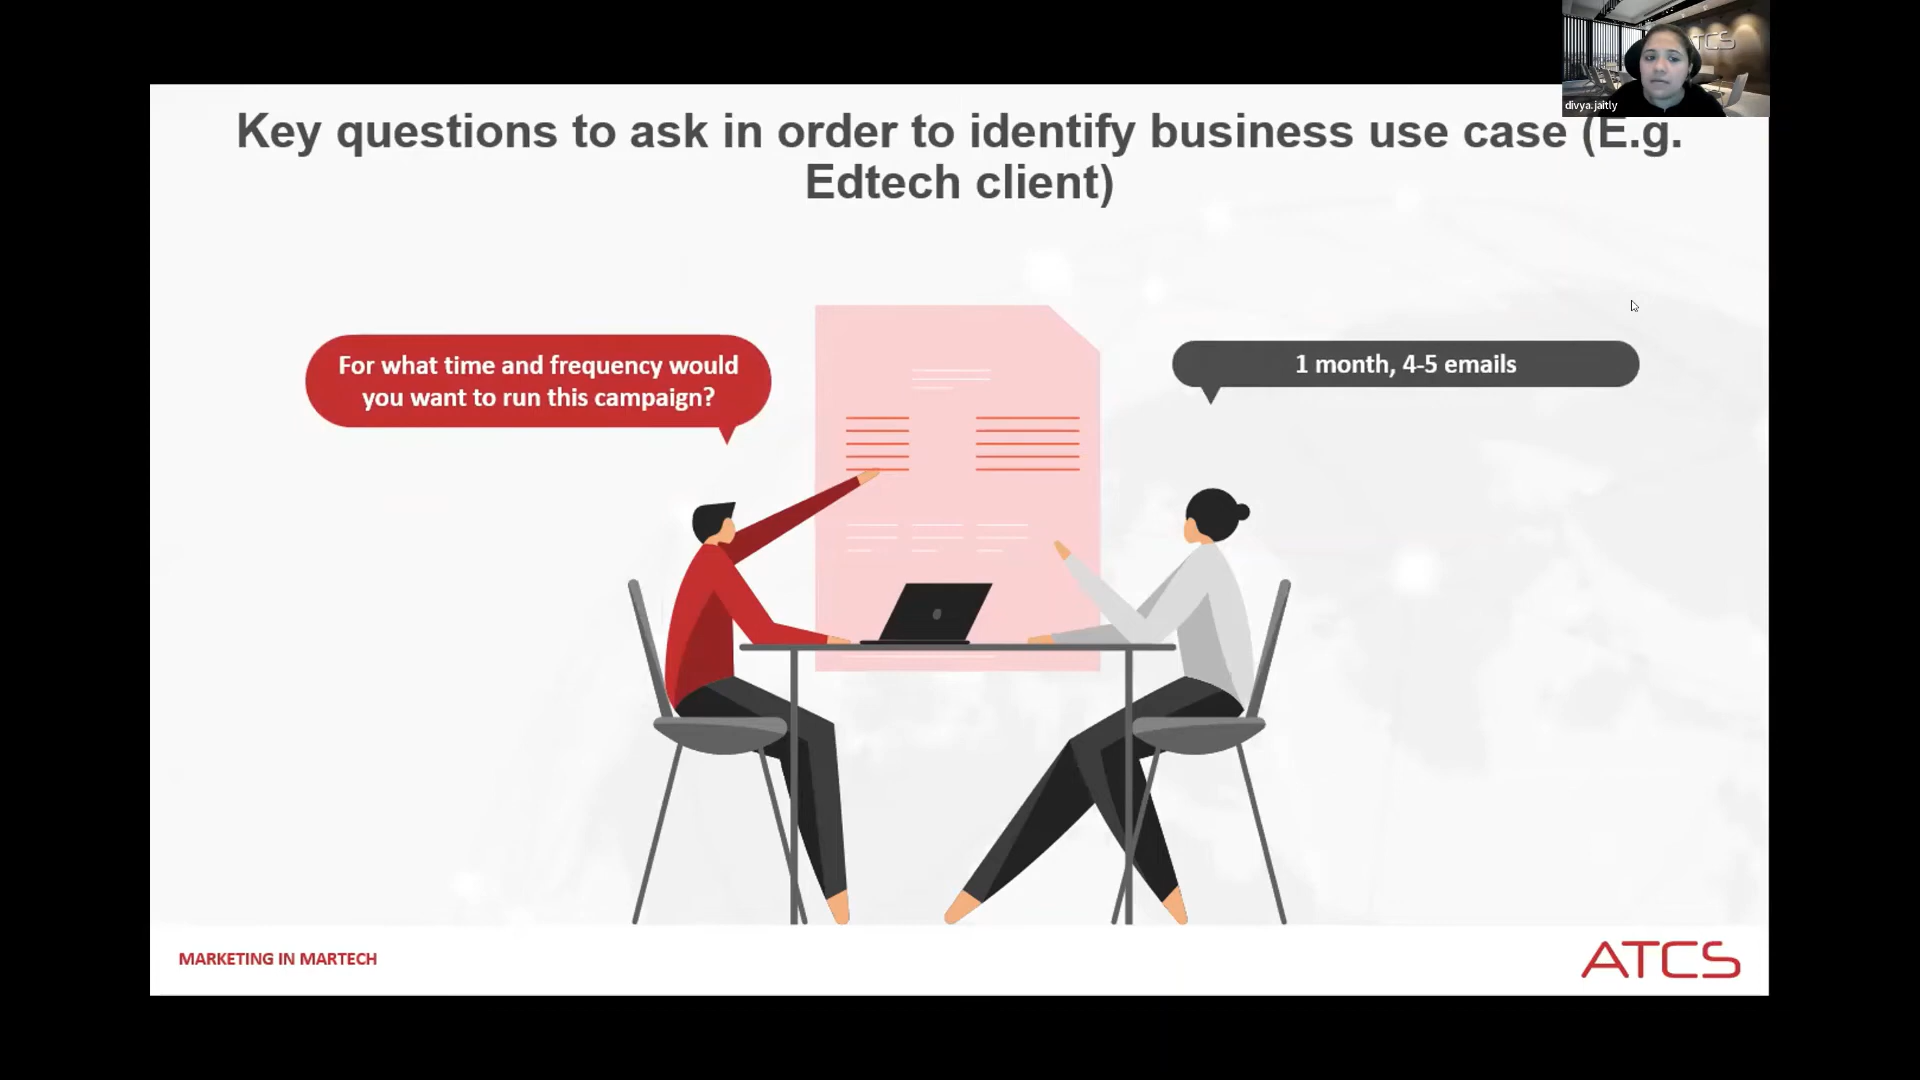 TCS
divya.jaitly
Key questions to ask in order to identify business use case (E.g.
Edtech client)
For what time and frequency would
you want to run this campaign?
1 month, 4-5 emails
MARKETING IN MARTECH
ATCS